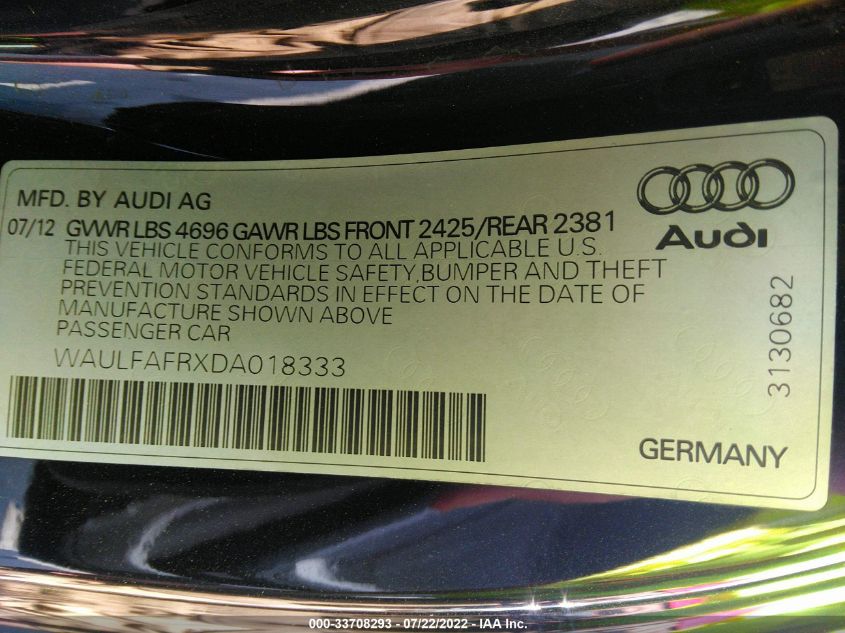 MFD. BY AUDI AG
07/12 GVWR LBS 4696 GAWR LBS FRONT 2425/REAR 2381
THIS VEHICLE CONFORMS TO ALL APPLICABLE U.S.
FEDERAL MOTOR VEHICLE SAFETY,BUMPER AND THEFT
PREVENTION STANDARDS IN EFFECT ON THE DATE OF
MANUFACTURE SHOWN ABOVE
PASSENGER CAR
WAULFAFRXDA018333
Audi
3130682
GERMANY
000-33708293 - 07/22/2022 - IAA Inc.